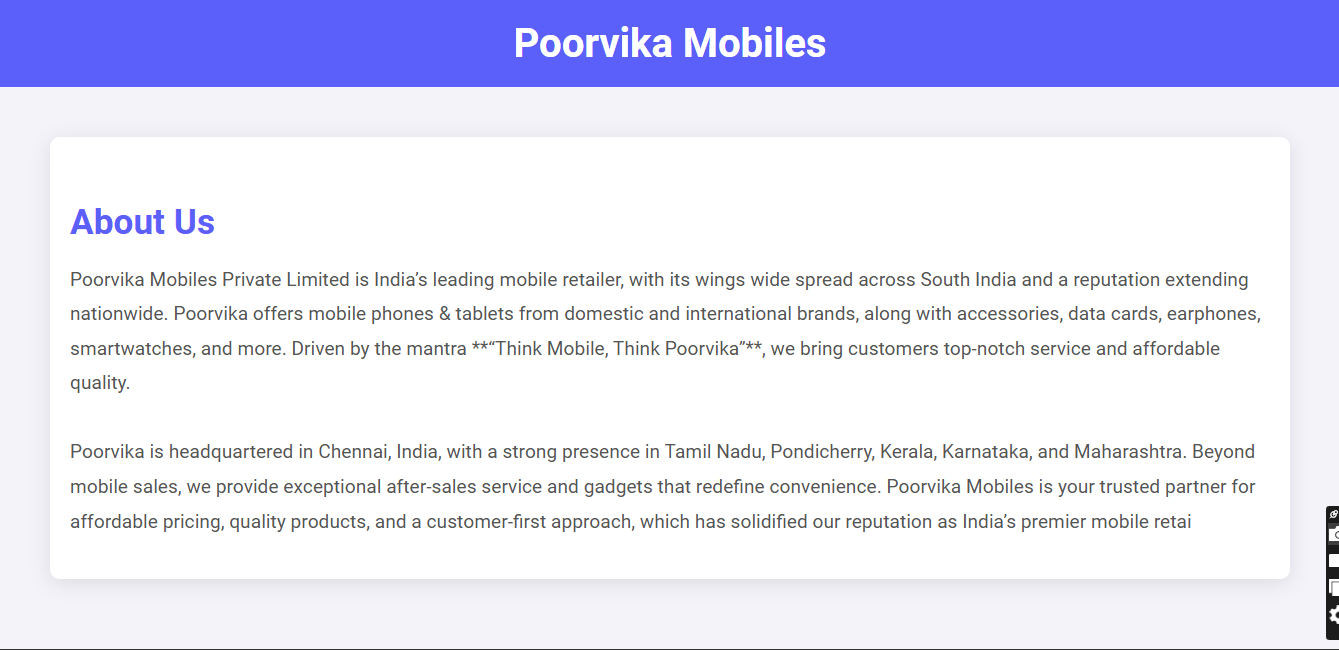 Poorvika Mobiles
About Us
Poorvika Mobiles Private Limited is India’s leading mobile retailer, with its wings wide spread across South India and a reputation extending
nationwide. Poorvika offers mobile phones & tablets from domestic and international brands, along with accessories, data cards, earphones,
smartwatches, and more. Driven by the mantra **“Think Mobile, Think Poorvika”**, we bring customers top-notch service and affordable
quality.
Poorvika is headquartered in Chennai, India, with a strong presence in Tamil Nadu, Pondicherry, Kerala, Karnataka, and Maharashtra. Beyond
mobile sales, we provide exceptional after-sales service and gadgets that redefine convenience. Poorvika Mobiles is your trusted partner for
affordable pricing, quality products, and a customer-first approach, which has solidified our reputation as India’s premier mobile retai